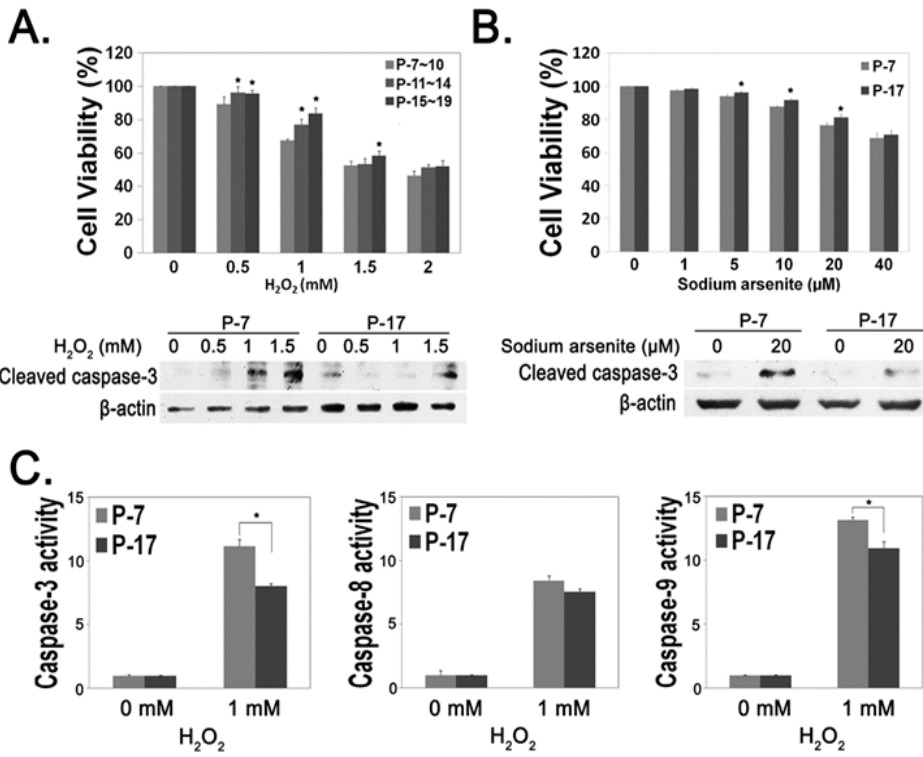 A.
Cell Viability (%)
120
100
80
60
40
20
0
P-7~10
P-11~14
P-15~19
* * * * *
0 0.5 1 1.5 2
H₂O₂ (mM)
P-7 P-17
H₂O₂ (mM) 0 0.5 1 1.5 0 0.5 1 1.5
Cleaved caspase-3
β-actin
B.
Cell Viability (%)
120
100
80
60
40
20
0
P-7
P-17
* * *
0 1 5 10 20 40
Sodium arsenite (µM)
P-7 P-17
Sodium arsenite (µM) 0 20 0 20
Cleaved caspase-3
β-actin
C.
Caspase-3 activity
15
10
5
0
P-7
P-17
*
0 mM 1 mM
H₂O₂
Caspase-8 activity
15
10
5
0
P-7
P-17
0 mM 1 mM
H₂O₂
Caspase-9 activity
15
10
5
0
P-7
P-17
*
0 mM 1 mM
H₂O₂